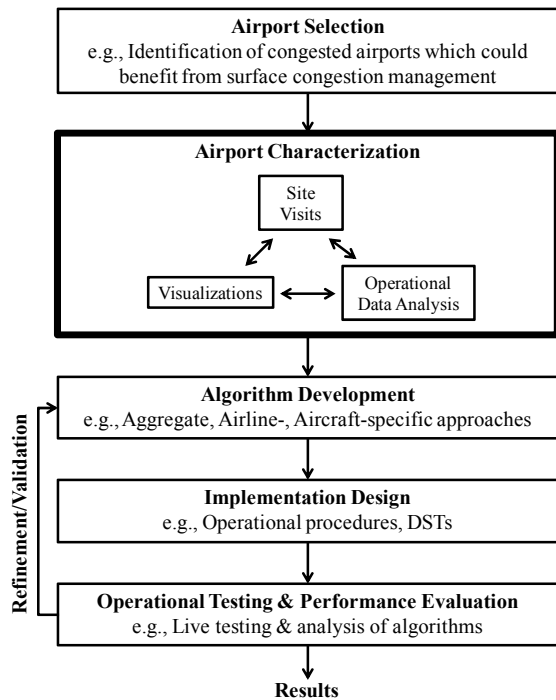 Airport Selection
e.g., Identification of congested airports which could
benefit from surface congestion management
Airport Characterization
Site
Visits
Visualizations
Operational
Data Analysis
Algorithm Development
e.g., Aggregate, Airline-, Aircraft-specific approaches
Refinement/Validation
Implementation Design
e.g., Operational procedures, DSTs
Operational Testing & Performance Evaluation
e.g., Live testing & analysis of algorithms
Results